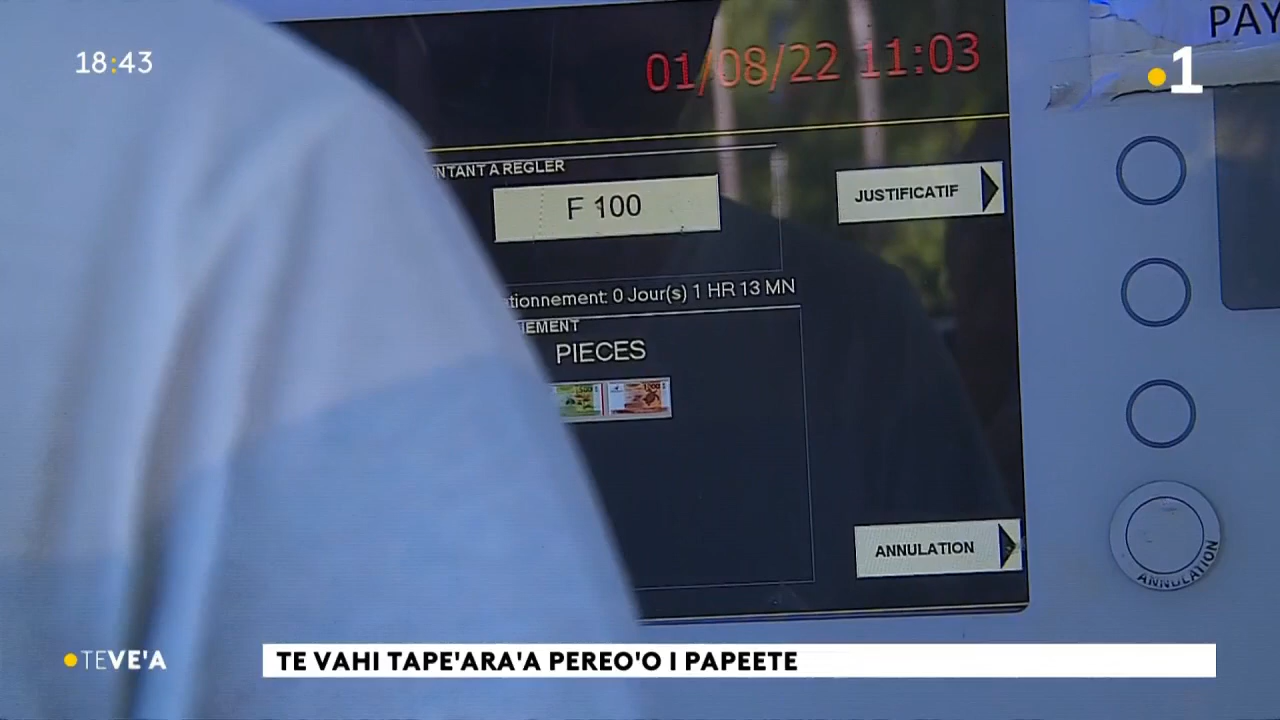 18:43
01/08/22 11:03
PAY
1
NTANT A REGLER
F 100
JUSTIFICATIF
tionnement: 0 Jour(s) 1 HR 13 MN
IEMENT
PIECES
ANNULATION
ANNULATION
TEVE'A
TE VAHI TAPE'ARA'A PEREO'O I PAPEETE